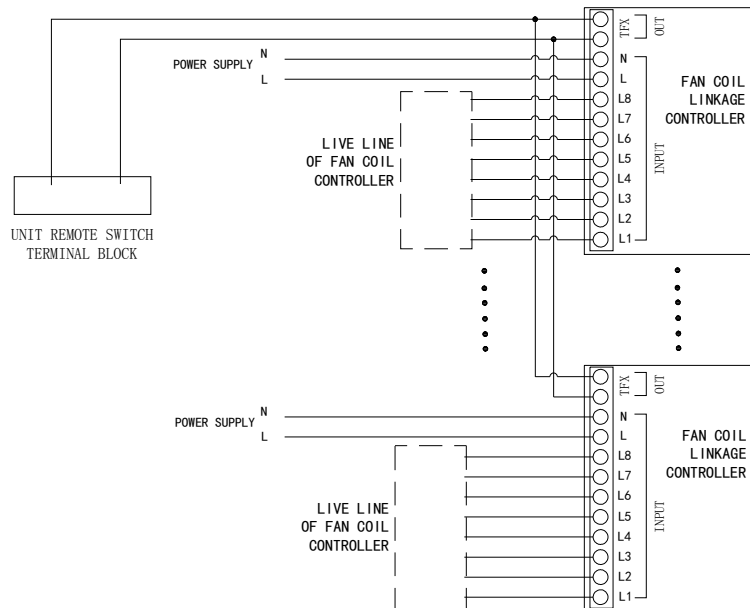 TFX
OUT
N
POWER SUPPLY
L
N
L
L8
L7
L6
L5
L4
L3
L2
L1
INPUT
FAN COIL
LINKAGE
CONTROLLER
LIVE LINE
OF FAN COIL
CONTROLLER
UNIT REMOTE SWITCH
TERMINAL BLOCK
TFX
OUT
N
POWER SUPPLY
L
N
L
L8
L7
L6
L5
L4
L3
L2
L1
INPUT
FAN COIL
LINKAGE
CONTROLLER
LIVE LINE
OF FAN COIL
CONTROLLER